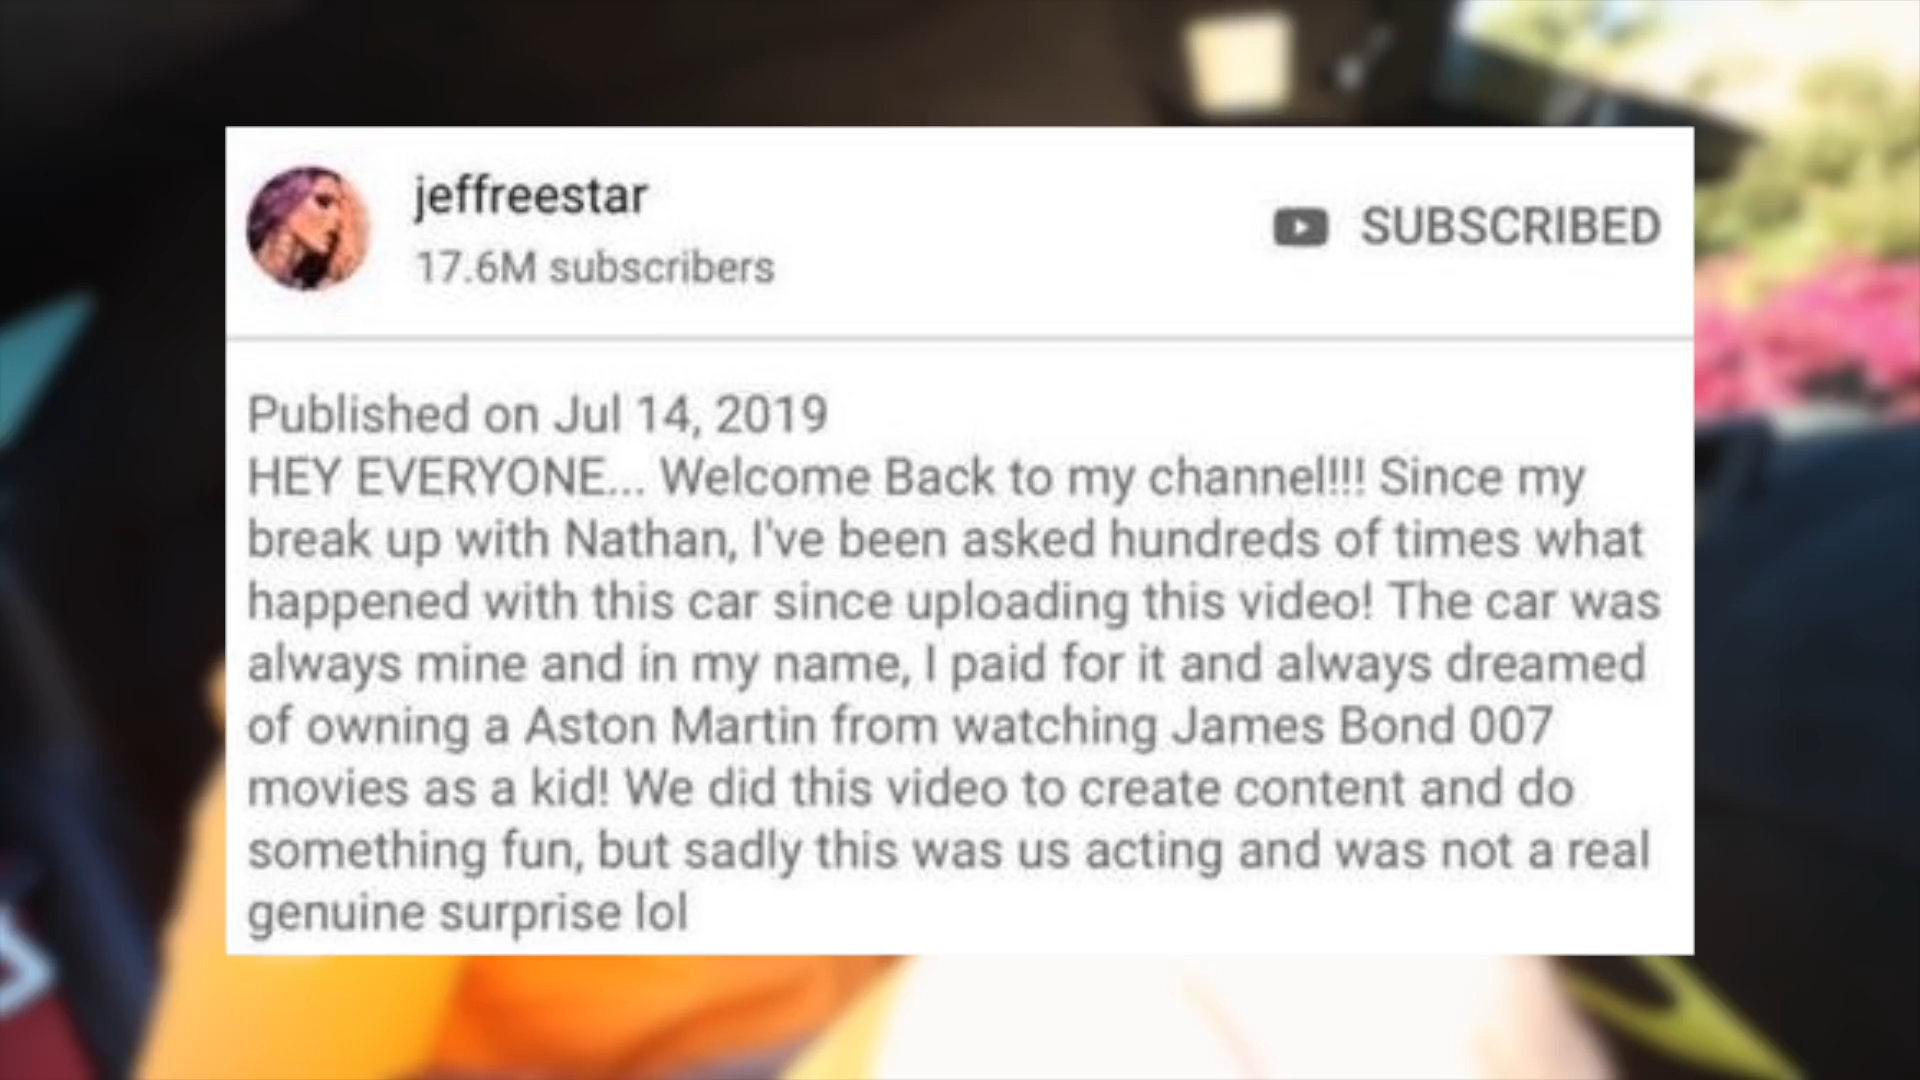 jeffreestar
17.6M subscribers
SUBSCRIBED
Published on Jul 14, 2019
HEY EVERYONE... Welcome Back to my channel!!! Since my
break up with Nathan, I've been asked hundreds of times what
happened with this car since uploading this video! The car was
always mine and in my name, I paid for it and always dreamed
of owning a Aston Martin from watching James Bond 007
movies as a kid! We did this video to create content and do
something fun, but sadly this was us acting and was not a real
genuine surprise lol